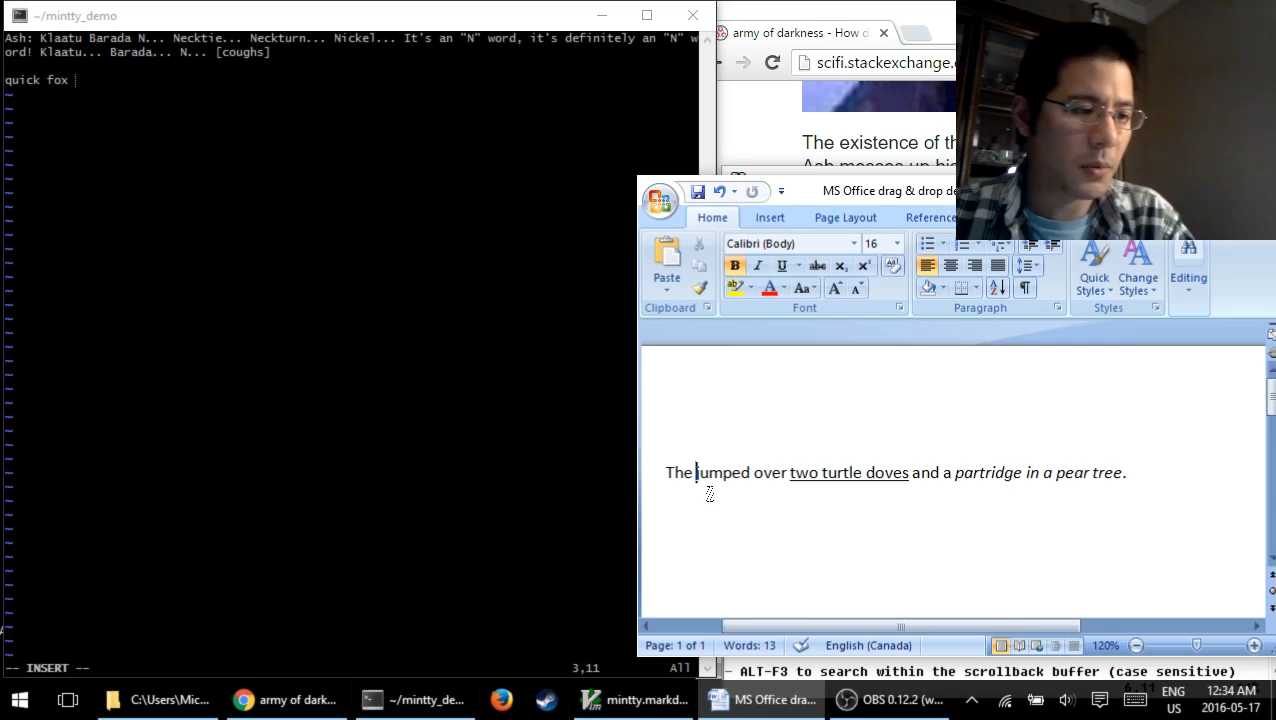 ~/mintty_demo
Ash: Klaatu Barada N... Necktie... Neckturn... Nickel... It's an "N" word, it's definitely an "N" w
ord! Klaatu... Barada... N... [coughs]
quick fox
-- INSERT --
3,11
All
army of darkness - How d
scifi.stackexchange.
The existence of th
MS Office drag & drop de
Home
Insert
Page Layout
Reference
Paste
Clipboard
Calibri (Body)
16
Font
Paragraph
Quick
Styles
Change
Styles
Styles
Editing
The jumped over two turtle doves and a partridge in a pear tree.
Page: 1 of 1
Words: 13
English (Canada)
120%
- ALT-F3 to search within the scrollback buffer (case sensitive)
C:\Users\Mic...
army of dark...
~/mintty_de...
mintty.markd...
MS Office dra...
OBS 0.12.2 (w...
ENG
US
12:34 AM
2016-05-17